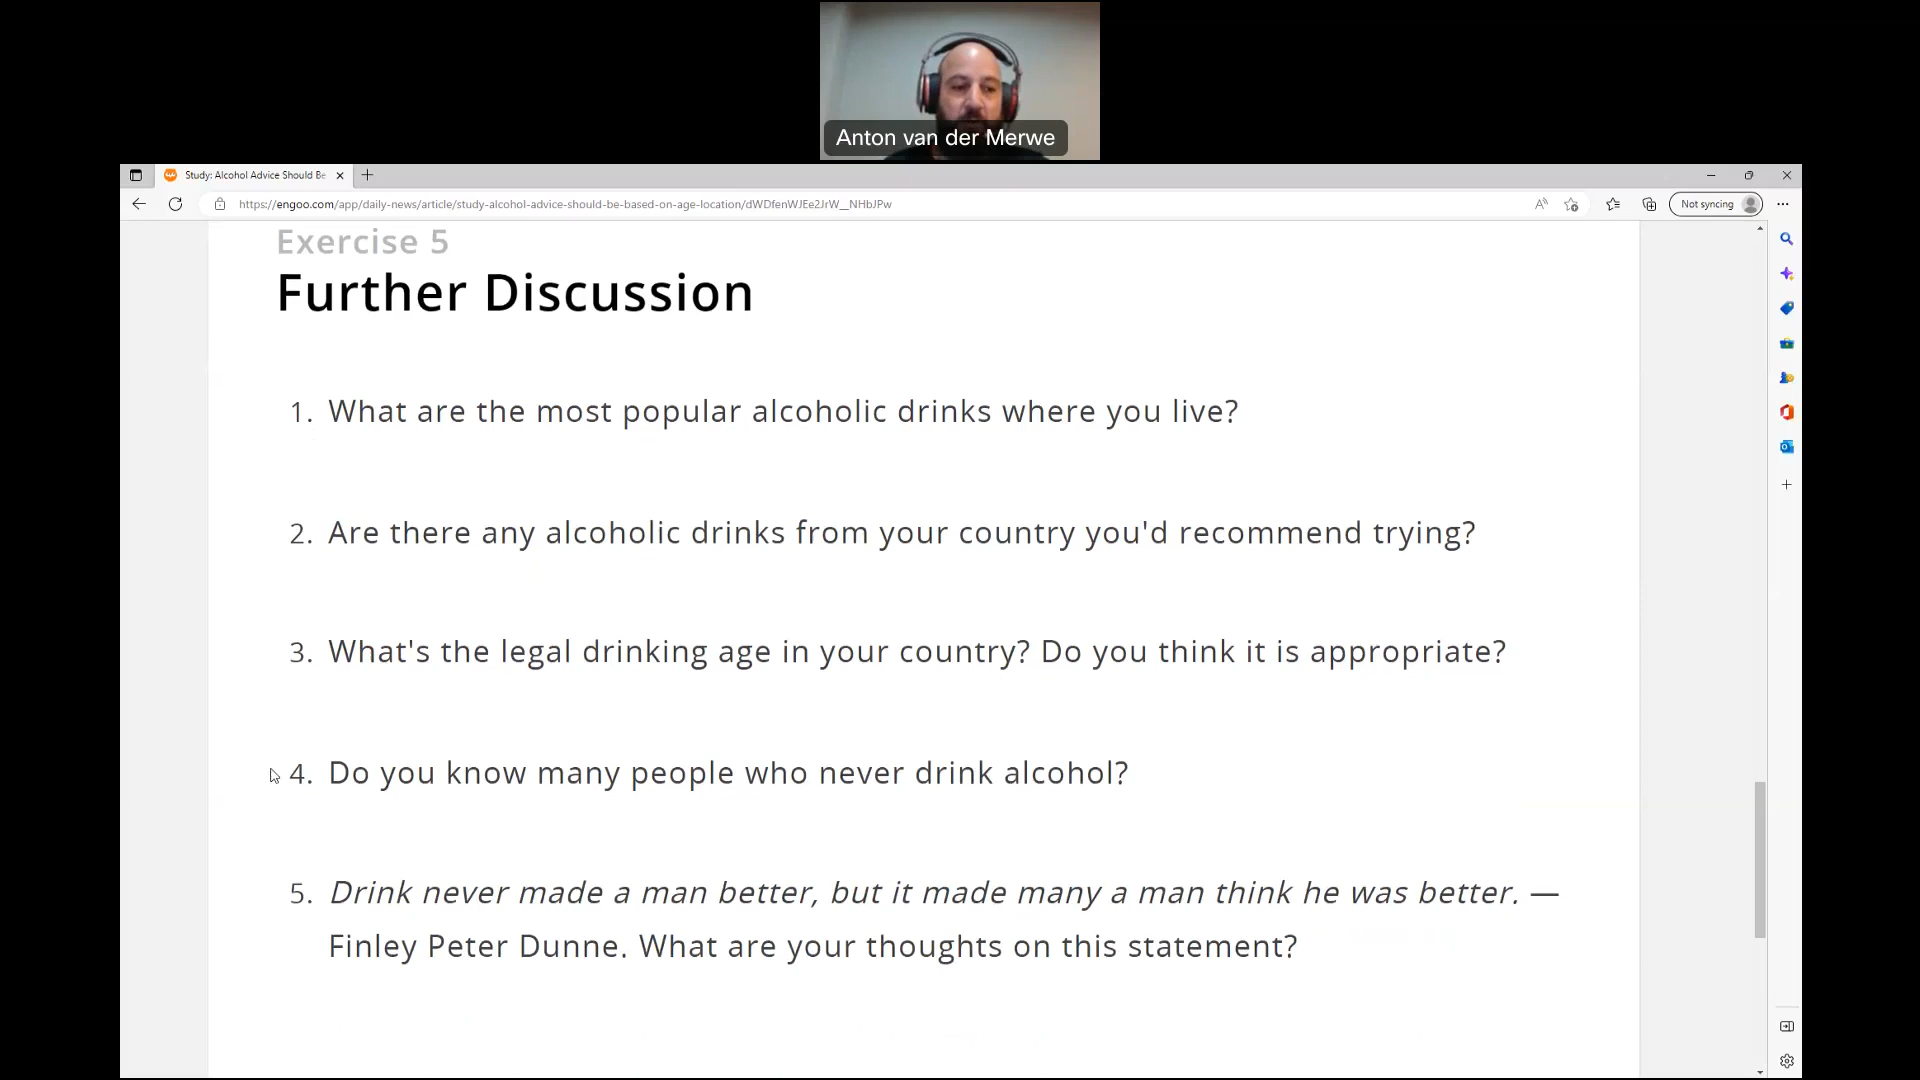 Anton van der Merwe
Study: Alcohol Advice Should Be
https://engoo.com/app/daily-news/article/study-alcohol-advice-should-be-based-on-age-location/dWDfenWJEe2JrW__NHbJPw
Not syncing
Exercise 5
Further Discussion
1. What are the most popular alcoholic drinks where you live?
2. Are there any alcoholic drinks from your country you'd recommend trying?
3. What's the legal drinking age in your country? Do you think it is appropriate?
4. Do you know many people who never drink alcohol?
5. Drink never made a man better, but it made many a man think he was better. —
Finley Peter Dunne. What are your thoughts on this statement?